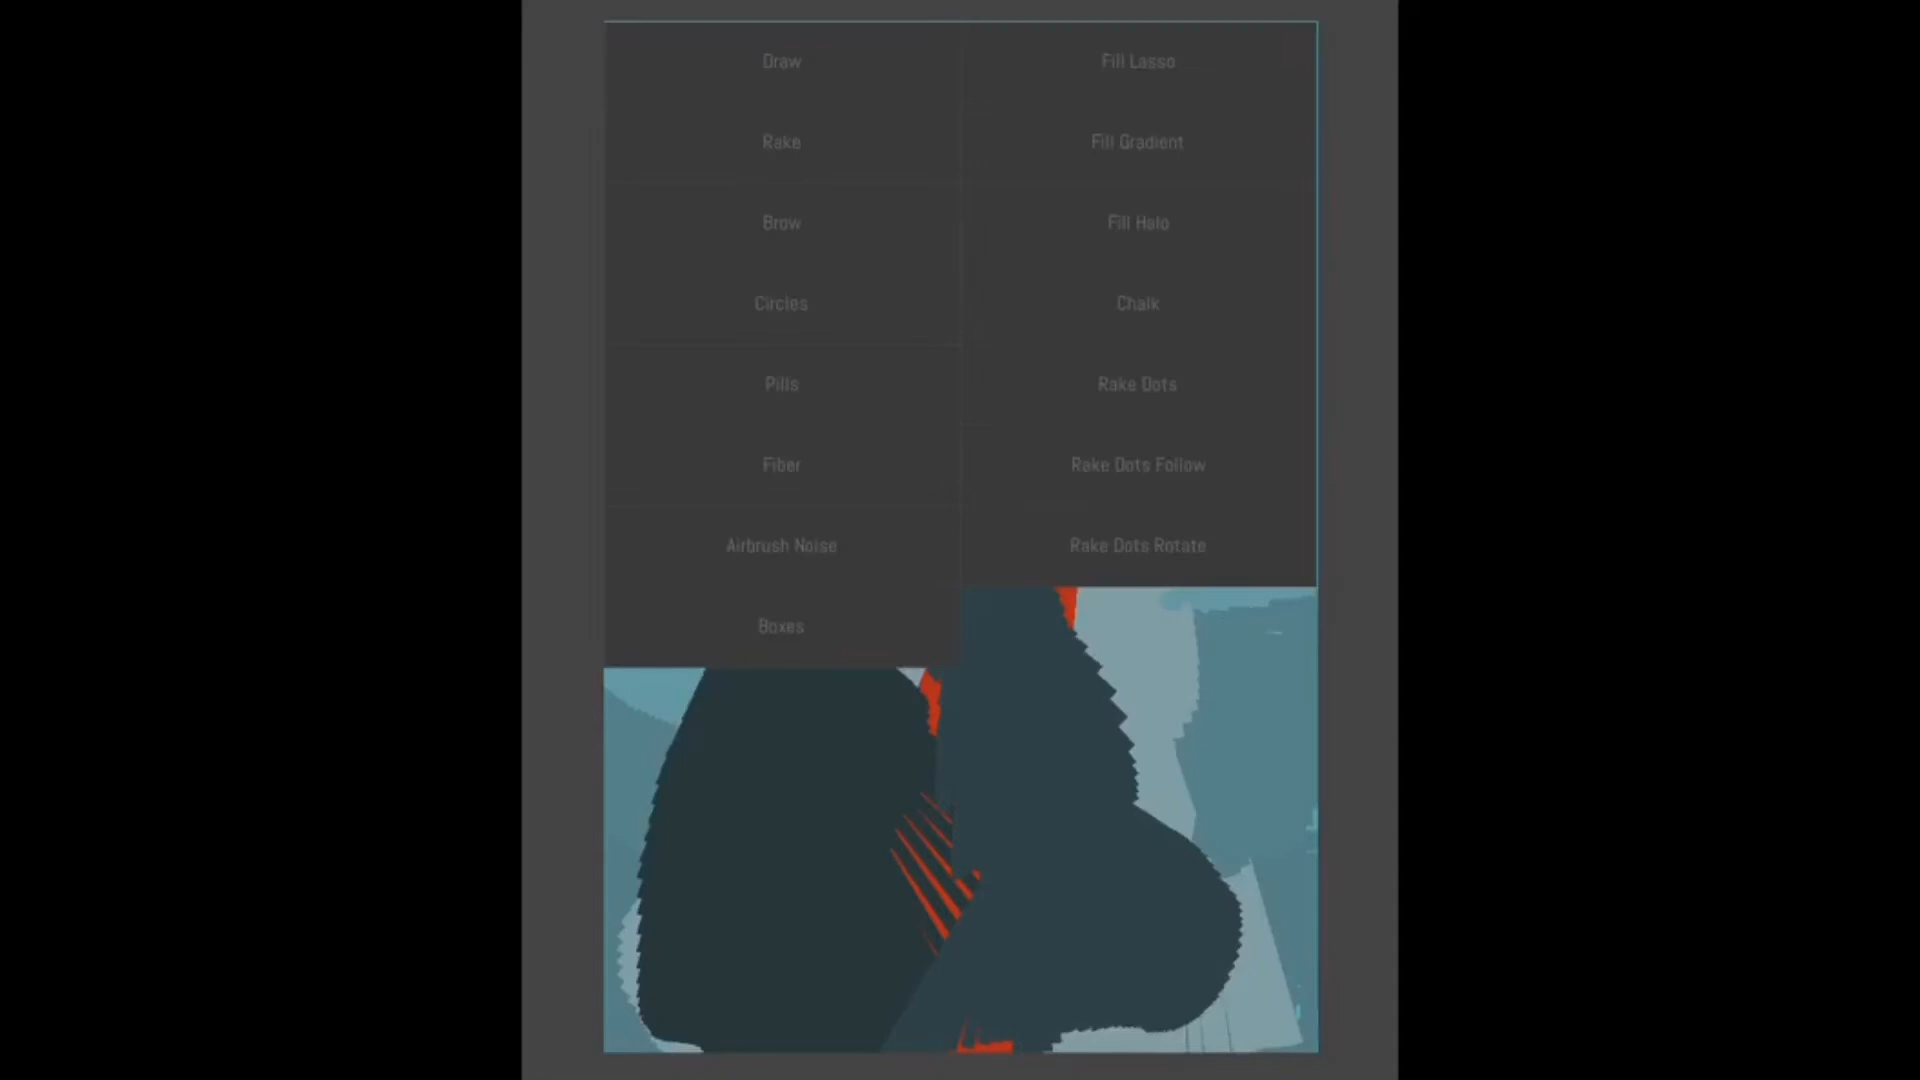 Draw
Fill Lasso
Rake
Fill Gradient
Brow
Fill Halo
Circles
Chalk
Pills
Rake Dots
Fiber
Rake Dots Follow
Airbrush Noise
Rake Dots Rotate
Boxes